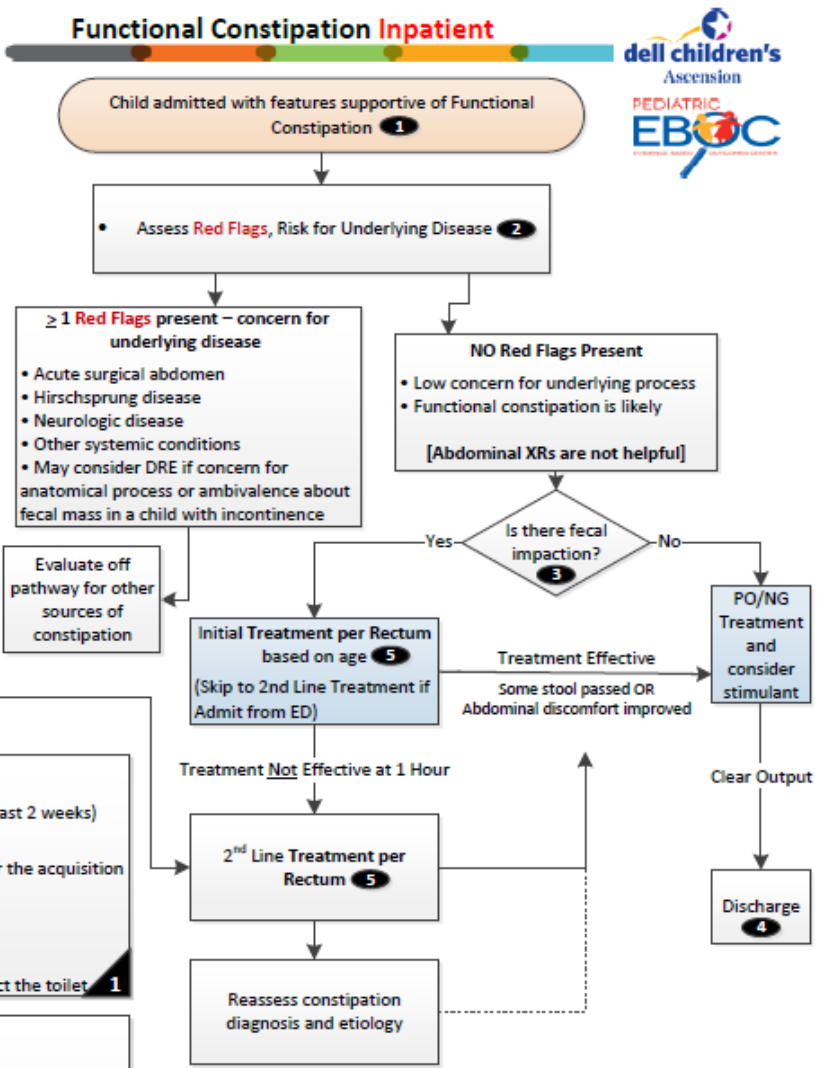 Functional Constipation Inpatient
dell children's
Ascension
PEDIATRIC
EBOC
EVIDENCE BASED OUTCOMES CENTER
Child admitted with features supportive of Functional
Constipation 1
• Assess Red Flags, Risk for Underlying Disease 2
> 1 Red Flags present – concern for
underlying disease
• Acute surgical abdomen
• Hirschsprung disease
• Neurologic disease
• Other systemic conditions
• May consider DRE if concern for
anatomical process or ambivalence about
fecal mass in a child with incontinence
NO Red Flags Present
• Low concern for underlying process
• Functional constipation is likely
[Abdominal XRs are not helpful]
Evaluate off
pathway for other
sources of
constipation
Yes
Is there fecal
impaction?
3
No
Initial Treatment per Rectum
based on age 5
(Skip to 2nd Line Treatment if
Admit from ED)
Treatment Effective
Some stool passed OR
Abdominal discomfort improved
PO/NG
Treatment
and
consider
stimulant
Treatment Not Effective at 1 Hour
Clear Output
2nd Line Treatment per
Rectum 5
Discharge
4
Reassess constipation
diagnosis and etiology
ast 2 weeks)
r the acquisition
ct the toilet 1